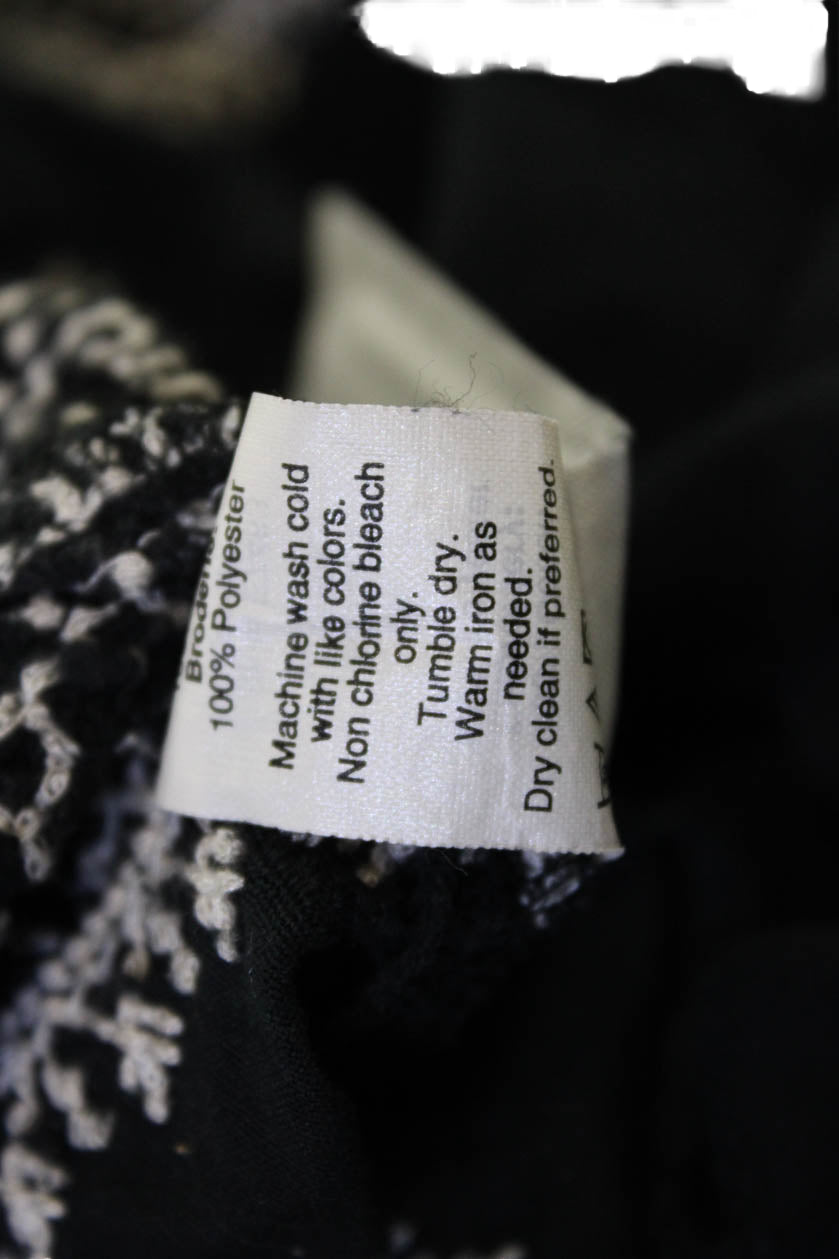 100% Polyester
Machine wash cold
with like colors.
Non chlorine bleach
only.
Tumble dry.
Warm iron as
needed.
Dry clean if preferred.